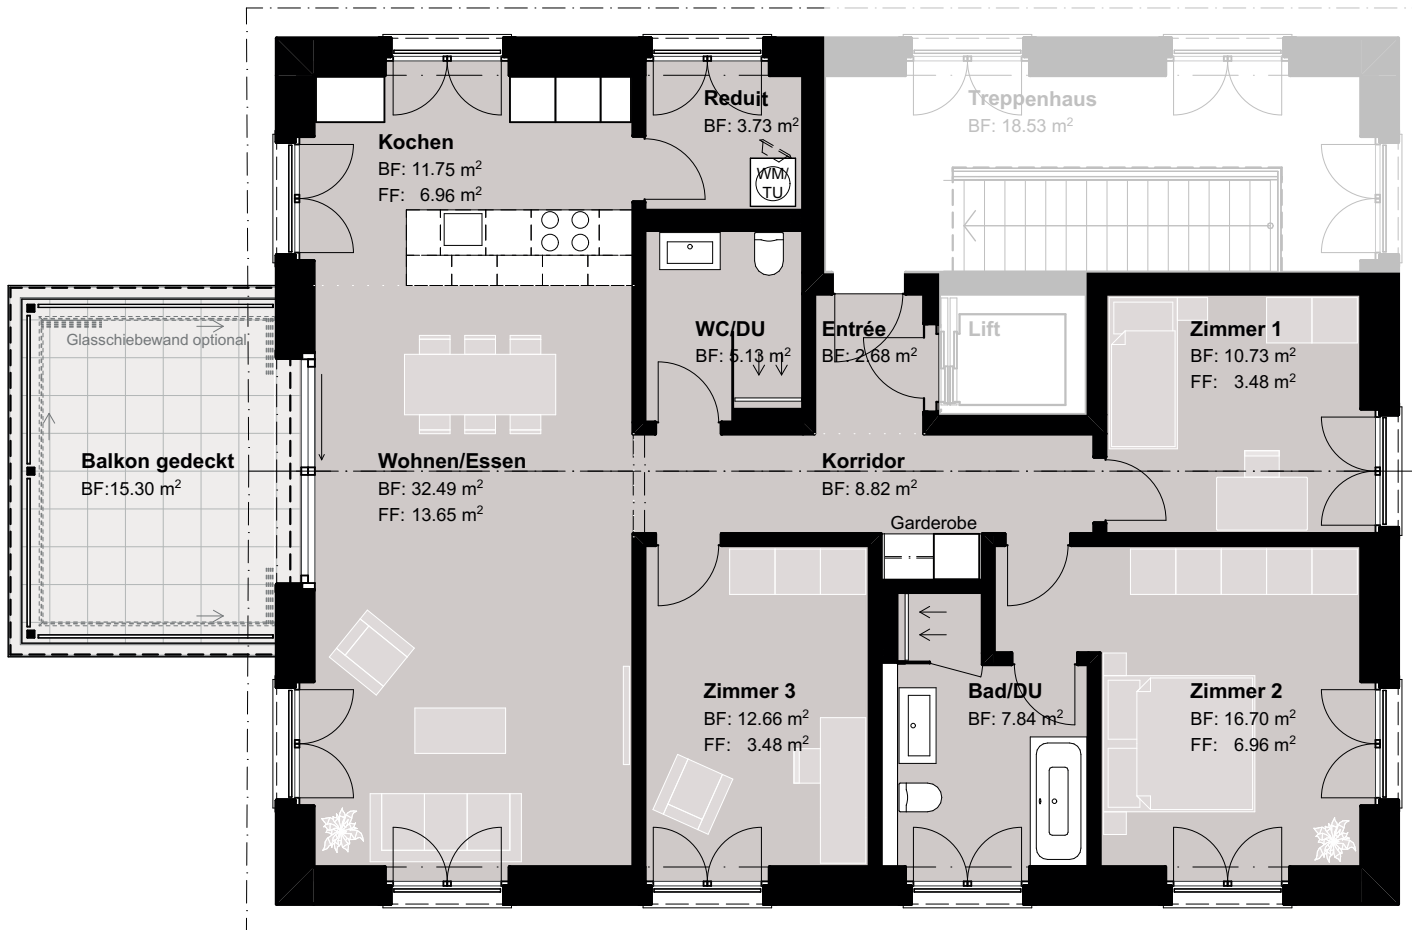 Reduit
BF: 3.73 m²
WM/
TU
Treppenhaus
BF: 18.53 m²
Kochen
BF: 11.75 m²
FF: 6.96 m²
Glasschiebewand optional
WC/DU
BF: 5.13 m²
Entrée
BF: 2.68 m²
Lift
Zimmer 1
BF: 10.73 m²
FF: 3.48 m²
Balkon gedeckt
BF:15.30 m²
Wohnen/Essen
BF: 32.49 m²
FF: 13.65 m²
Korridor
BF: 8.82 m²
Garderobe
Zimmer 3
BF: 12.66 m²
FF: 3.48 m²
Bad/DU
BF: 7.84 m²
Zimmer 2
BF: 16.70 m²
FF: 6.96 m²